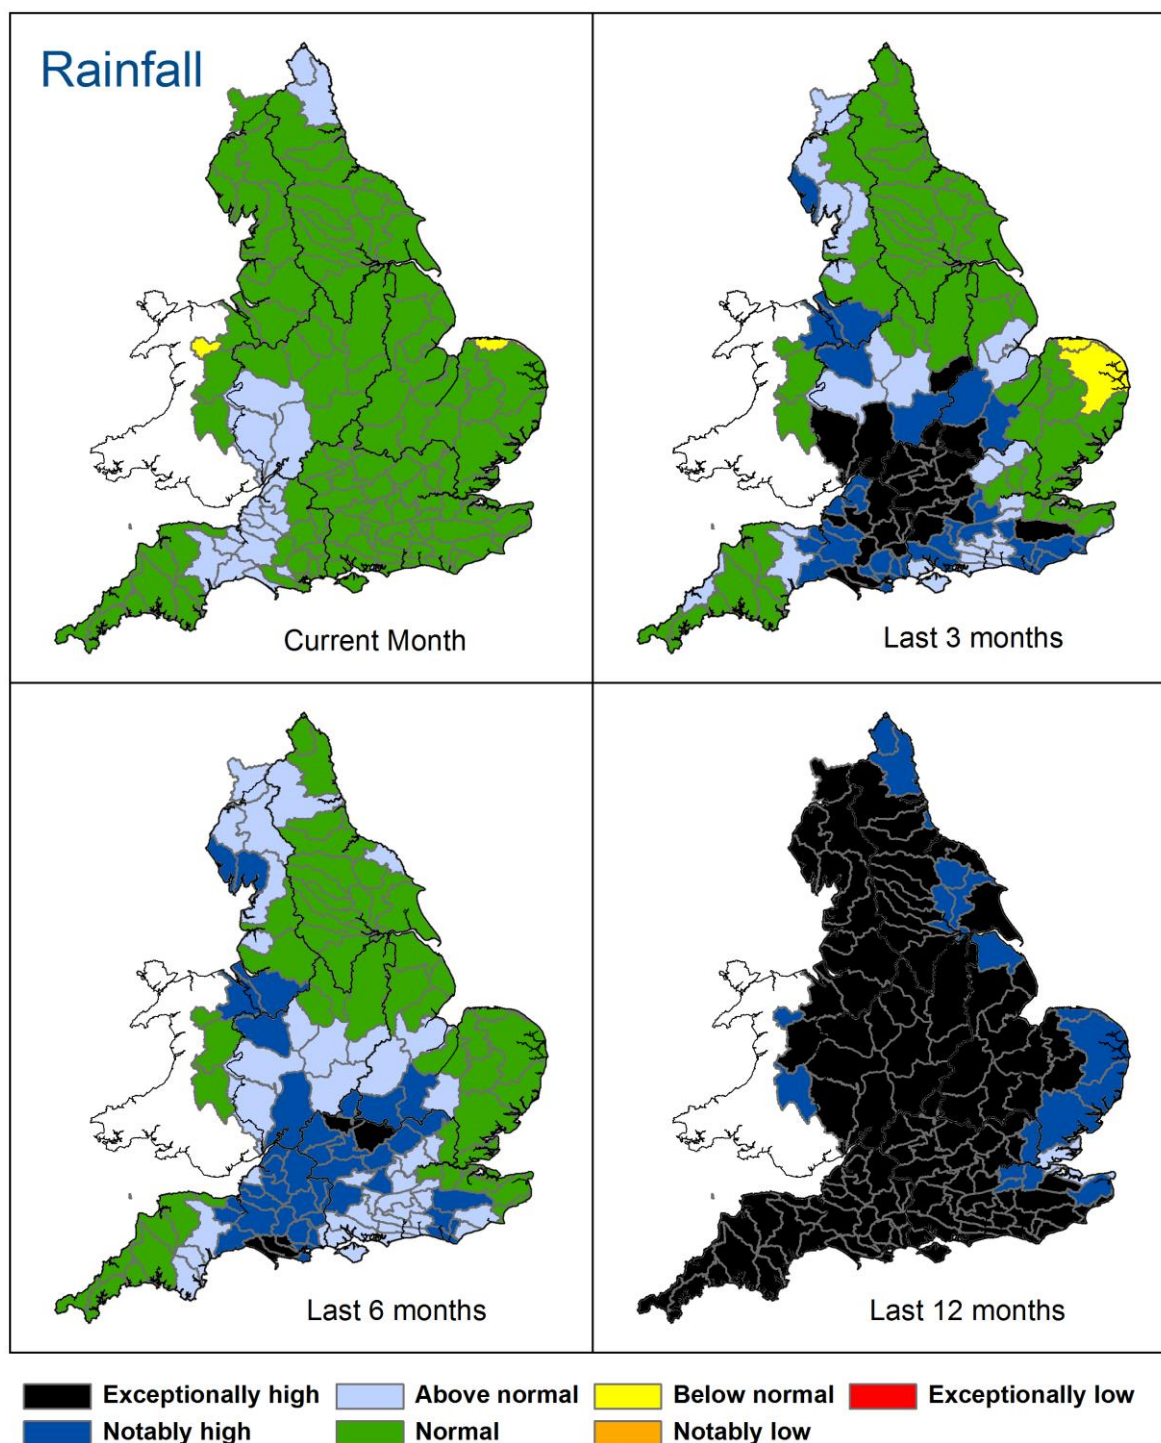 Rainfall
Current Month
Last 3 months
Last 6 months
Last 12 months
Exceptionally high
Above normal
Below normal
Exceptionally low
Notably high
Normal
Notably low